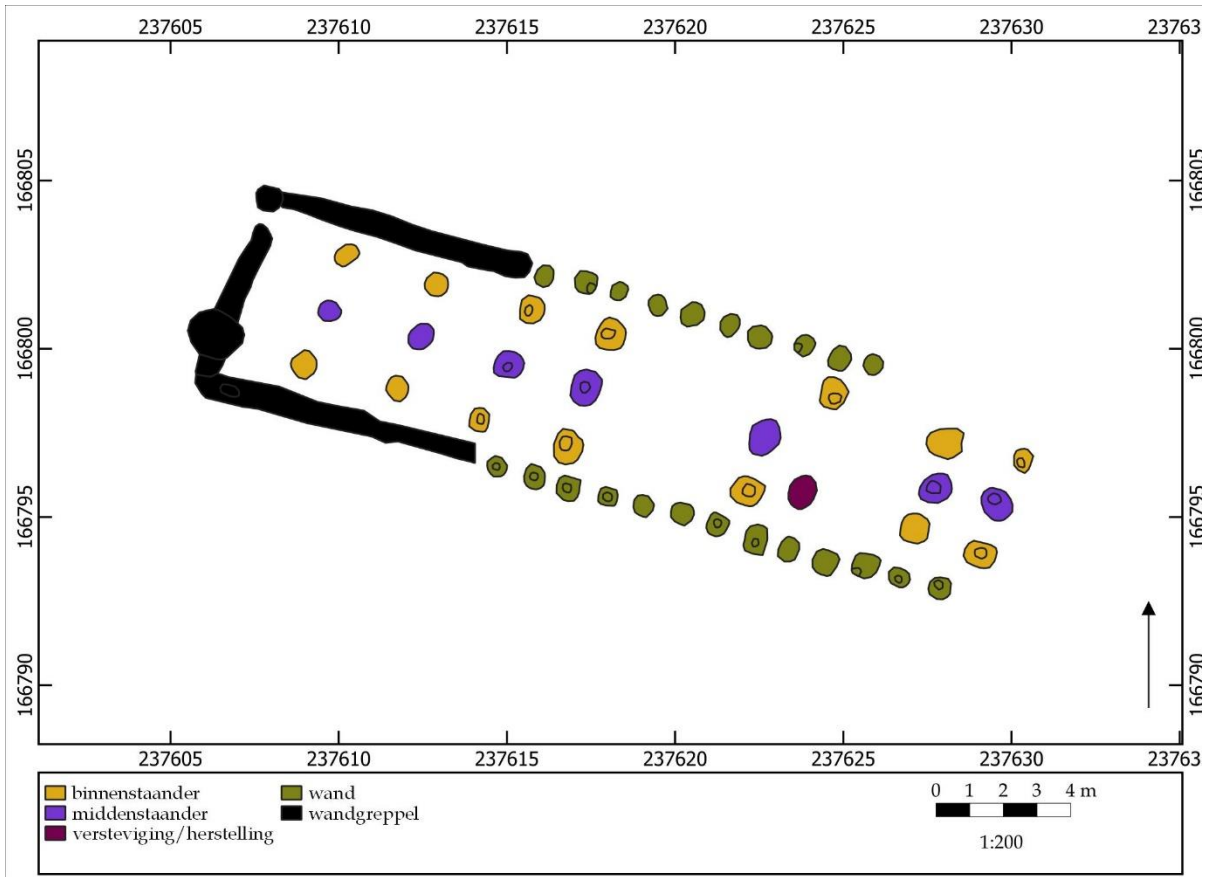 237605 237610 237615 237620 237625 237630 23763
166805 166805
166800 166800
166795 166795
166790 166790
237605 237610 237615 237620 237625 237630 23763
binnenstaander wand
middenstaander wandgreppel
versteviging/herstelling
0 1 2 3 4 m
1:200